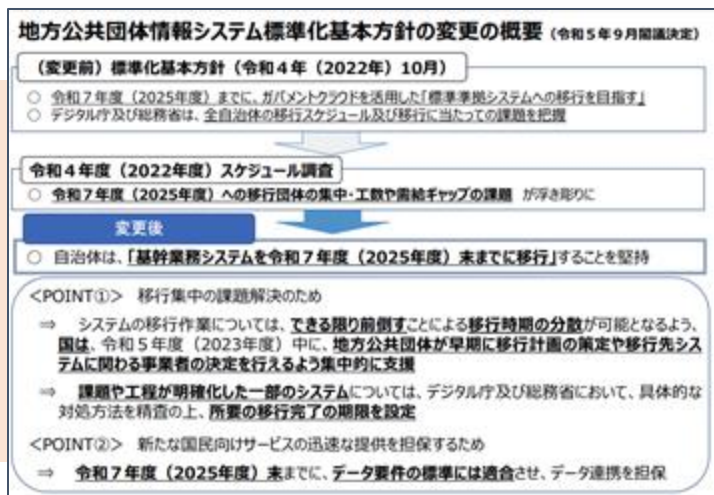 地方公共団体情報システム標準化基本方針の変更の概要（令和5年9月閣議決定）
（変更前）標準化基本方針（令和4年（2022年）10月）
○ 令和7年度（2025年度）までに、ガバメントクラウドを活用した「標準準拠システムへの移行を目指す」
○ デジタル庁及び総務省は、全自治体の移行スケジュール及び移行に当たっての課題を把握
令和4年度（2022年度）スケジュール調査
○ 令和7年度（2025年度）への移行団体の集中・工数や需給ギャップの課題 が浮き彫りに
変更後
○ 自治体は、「基幹業務システムを令和7年度（2025年度）末までに移行」することを堅持
＜POINT①＞ 移行集中の課題解決のため
⇒ システムの移行作業については、できる限り前倒すことによる移行時期の分散が可能となるよう、
国は、令和5年度（2023年度）中に、地方公共団体が早期に移行計画の策定や移行先シス
テムに関わる事業者の決定を行えるよう集中的に支援
⇒ 課題や工程が明確化した一部のシステムについては、デジタル庁及び総務省において、具体的な
対処方法を精査の上、所要の移行完了の期限を設定
＜POINT②＞ 新たな国民向けサービスの迅速な提供を担保するため
⇒ 令和7年度（2025年度）末までに、データ要件の標準には適合させ、データ連携を担保